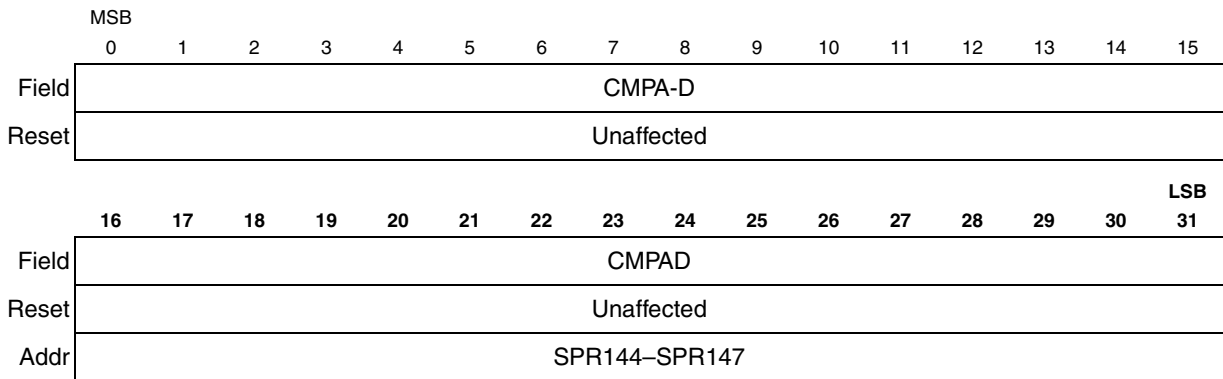 MSB
0 1 2 3 4 5 6 7 8 9 10 11 12 13 14 15
Field CMPA-D
Reset Unaffected
LSB
16 17 18 19 20 21 22 23 24 25 26 27 28 29 30 31
Field CMPAD
Reset Unaffected
Addr SPR144–SPR147